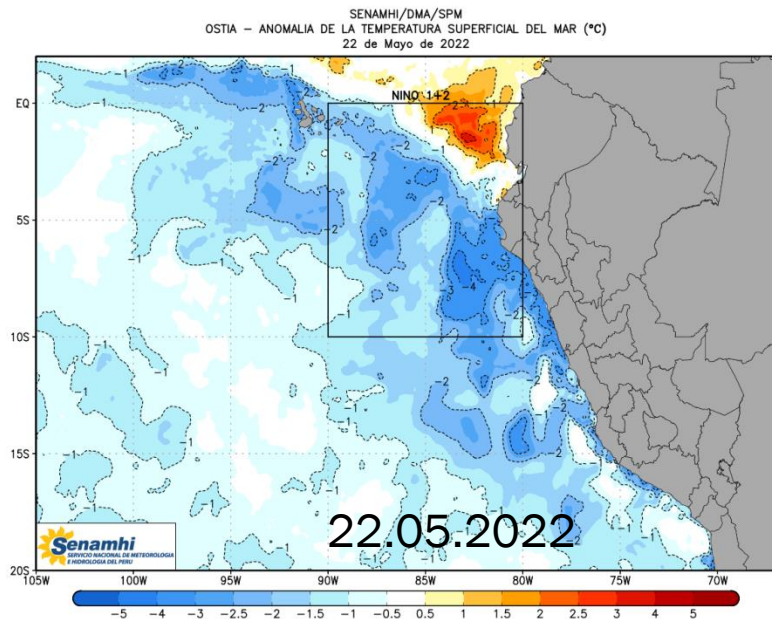 SENAMHI/DMA/SPM
OSTIA – ANOMALIA DE LA TEMPERATURA SUPERFICIAL DEL MAR (°C)
22 de Mayo de 2022
NINO 1+2
EQ
5S
10S
15S
20S
22.05.2022
Senamhi
SERVICIO NACIONAL DE METEOROLOGIA
E HIDROLOGIA DEL PERU
105W 100W 95W 90W 85W 80W 75W 70W
-5 -4 -3 -2.5 -2 -1.5 -1 -0.5 0.5 1 1.5 2 2.5 3 4 5